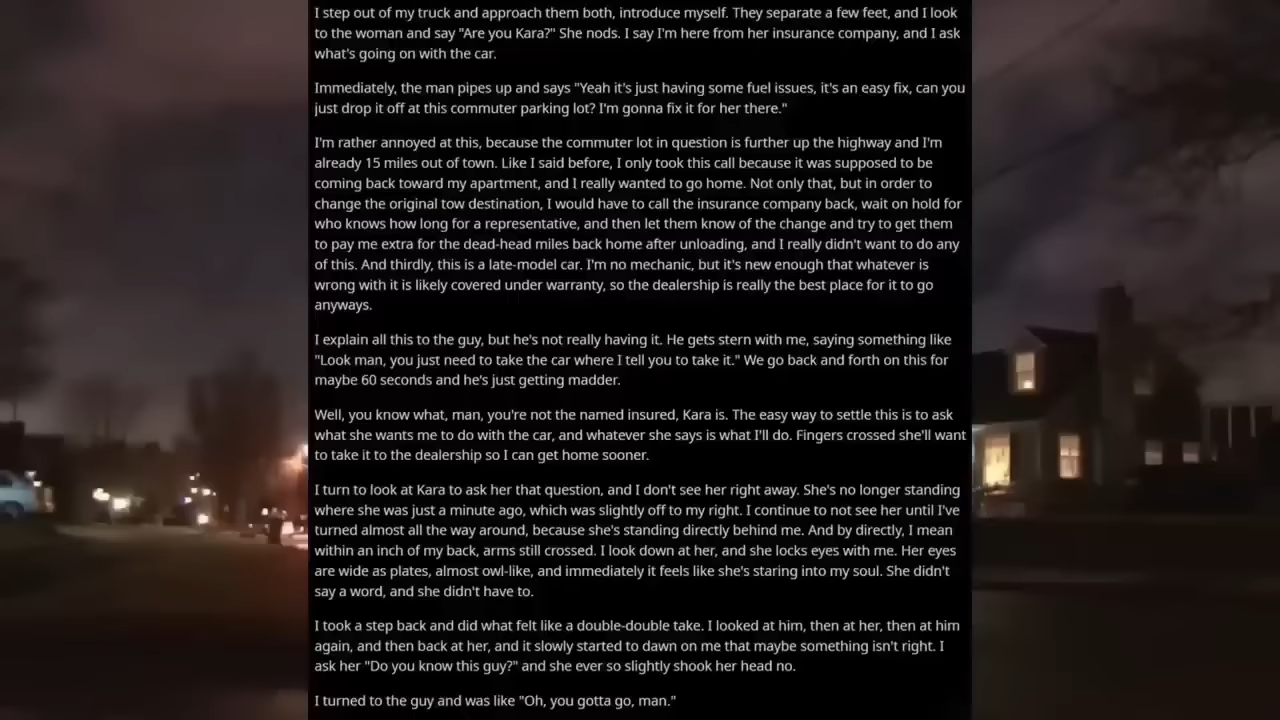 I step out of my truck and approach them both, introduce myself. They separate a few feet, and I look
to the woman and say "Are you Kara?" She nods. I say I'm here from her insurance company, and I ask
what's going on with the car.
Immediately, the man pipes up and says "Yeah it's just having some fuel issues, it's an easy fix, can you
just drop it off at this commuter parking lot? I'm gonna fix it for her there."
I'm rather annoyed at this, because the commuter lot in question is further up the highway and I'm
already 15 miles out of town. Like I said before, I only took this call because it was supposed to be
coming back toward my apartment, and I really wanted to go home. Not only that, but in order to
change the original tow destination, I would have to call the insurance company back, wait on hold for
who knows how long for a representative, and then let them know of the change and try to get them
to pay me extra for the dead-head miles back home after unloading, and I really didn't want to do any
of this. And thirdly, this is a late-model car. I'm no mechanic, but it's new enough that whatever is
wrong with it is likely covered under warranty, so the dealership is really the best place for it to go
anyways.
I explain all this to the guy, but he's not really having it. He gets stern with me, saying something like
"Look man, you just need to take the car where I tell you to take it." We go back and forth on this for
maybe 60 seconds and he's just getting madder.
Well, you know what, man, you're not the named insured, Kara is. The easy way to settle this is to ask
what she wants me to do with the car, and whatever she says is what I'll do. Fingers crossed she'll want
to take it to the dealership so I can get home sooner.
I turn to look at Kara to ask her that question, and I don't see her right away. She's no longer standing
where she was just a minute ago, which was slightly off to my right. I continue to not see her until I've
turned almost all the way around, because she's standing directly behind me. And by directly, I mean
within an inch of my back, arms still crossed. I look down at her, and she locks eyes with me. Her eyes
are wide as plates, almost owl-like, and immediately it feels like she's staring into my soul. She didn't
say a word, and she didn't have to.
I took a step back and did what felt like a double-double take. I looked at him, then at her, then at him
again, and then back at her, and it slowly started to dawn on me that maybe something isn't right. I
ask her "Do you know this guy?" and she ever so slightly shook her head no.
I turned to the guy and was like "Oh, you gotta go, man."